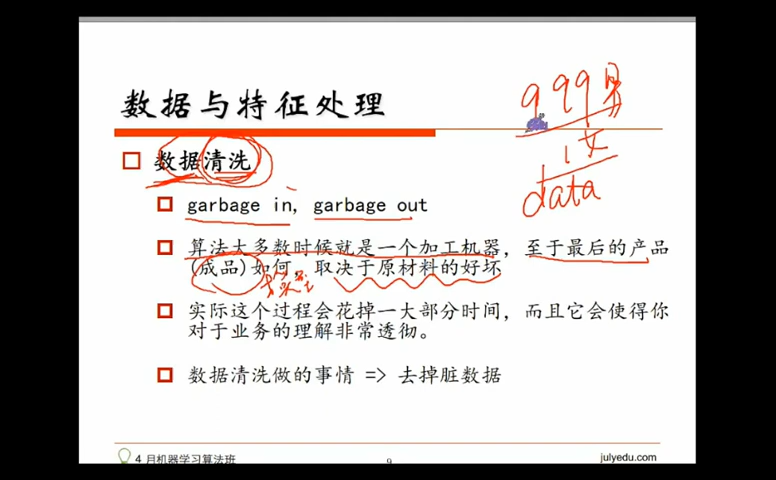 数据与特征处理
999男
1女
data
数据清洗
garbage in, garbage out
算法大多数时候就是一个加工机器，至于最后的产品
(成品)如何，取决于原材料的好坏
实际这个过程会花掉一大部分时间，而且它会使得你
对于业务的理解非常透彻。
数据清洗做的事情 => 去掉脏数据
4月机器学习算法班
9
julyedu.com